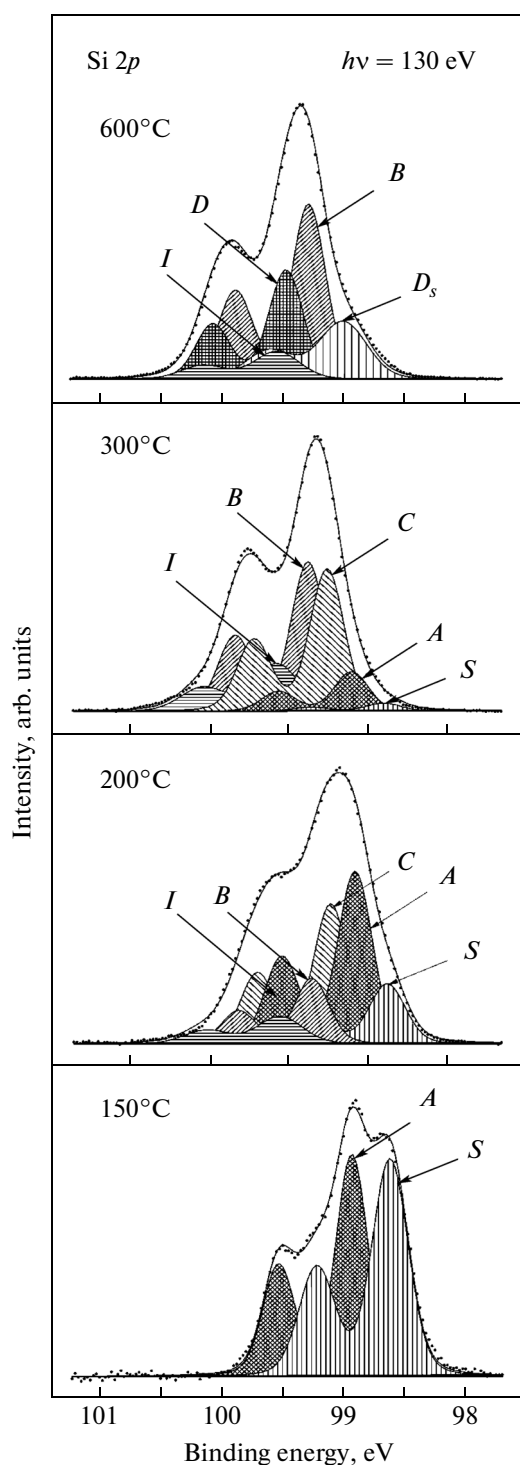 Si 2p hν = 130 eV
600°C
B
D
I
D_s
300°C
B
C
I
A
S
200°C
C
I
B
A
S
150°C
A
S
Intensity, arb. units
101 100 99 98
Binding energy, eV